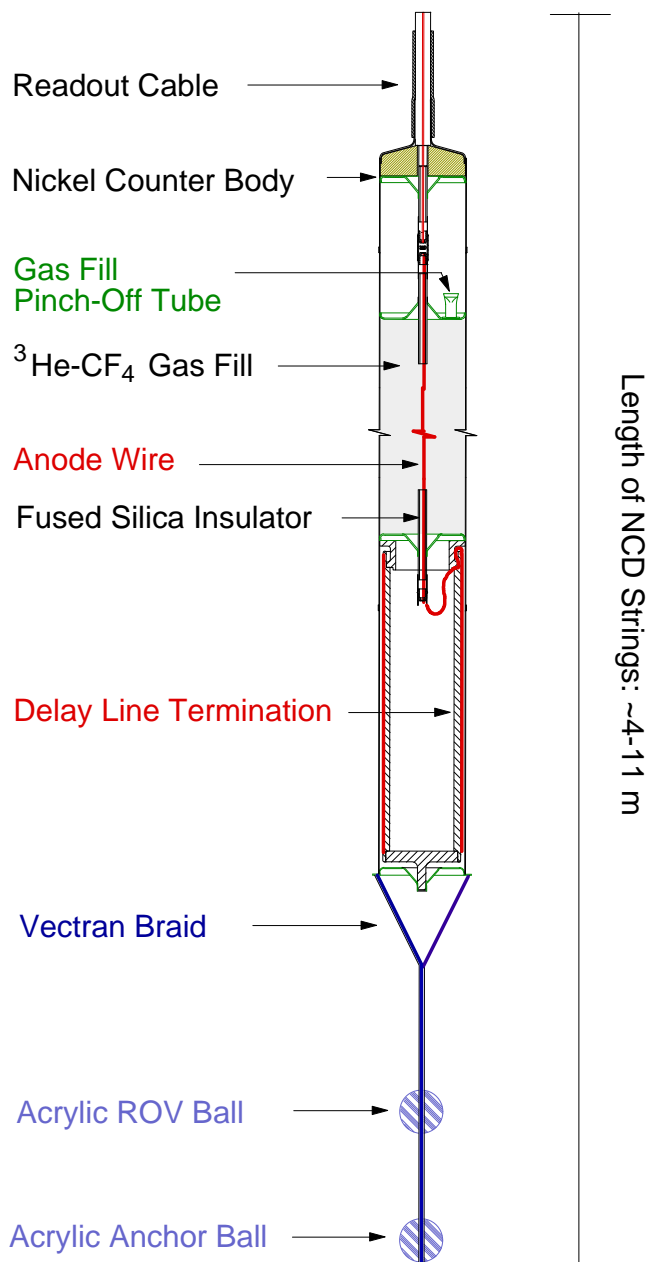 Readout Cable
Nickel Counter Body
Gas Fill
Pinch-Off Tube
³He-CF₄ Gas Fill
Anode Wire
Fused Silica Insulator
Delay Line Termination
Vectran Braid
Acrylic ROV Ball
Acrylic Anchor Ball
Length of NCD Strings: ~4-11 m